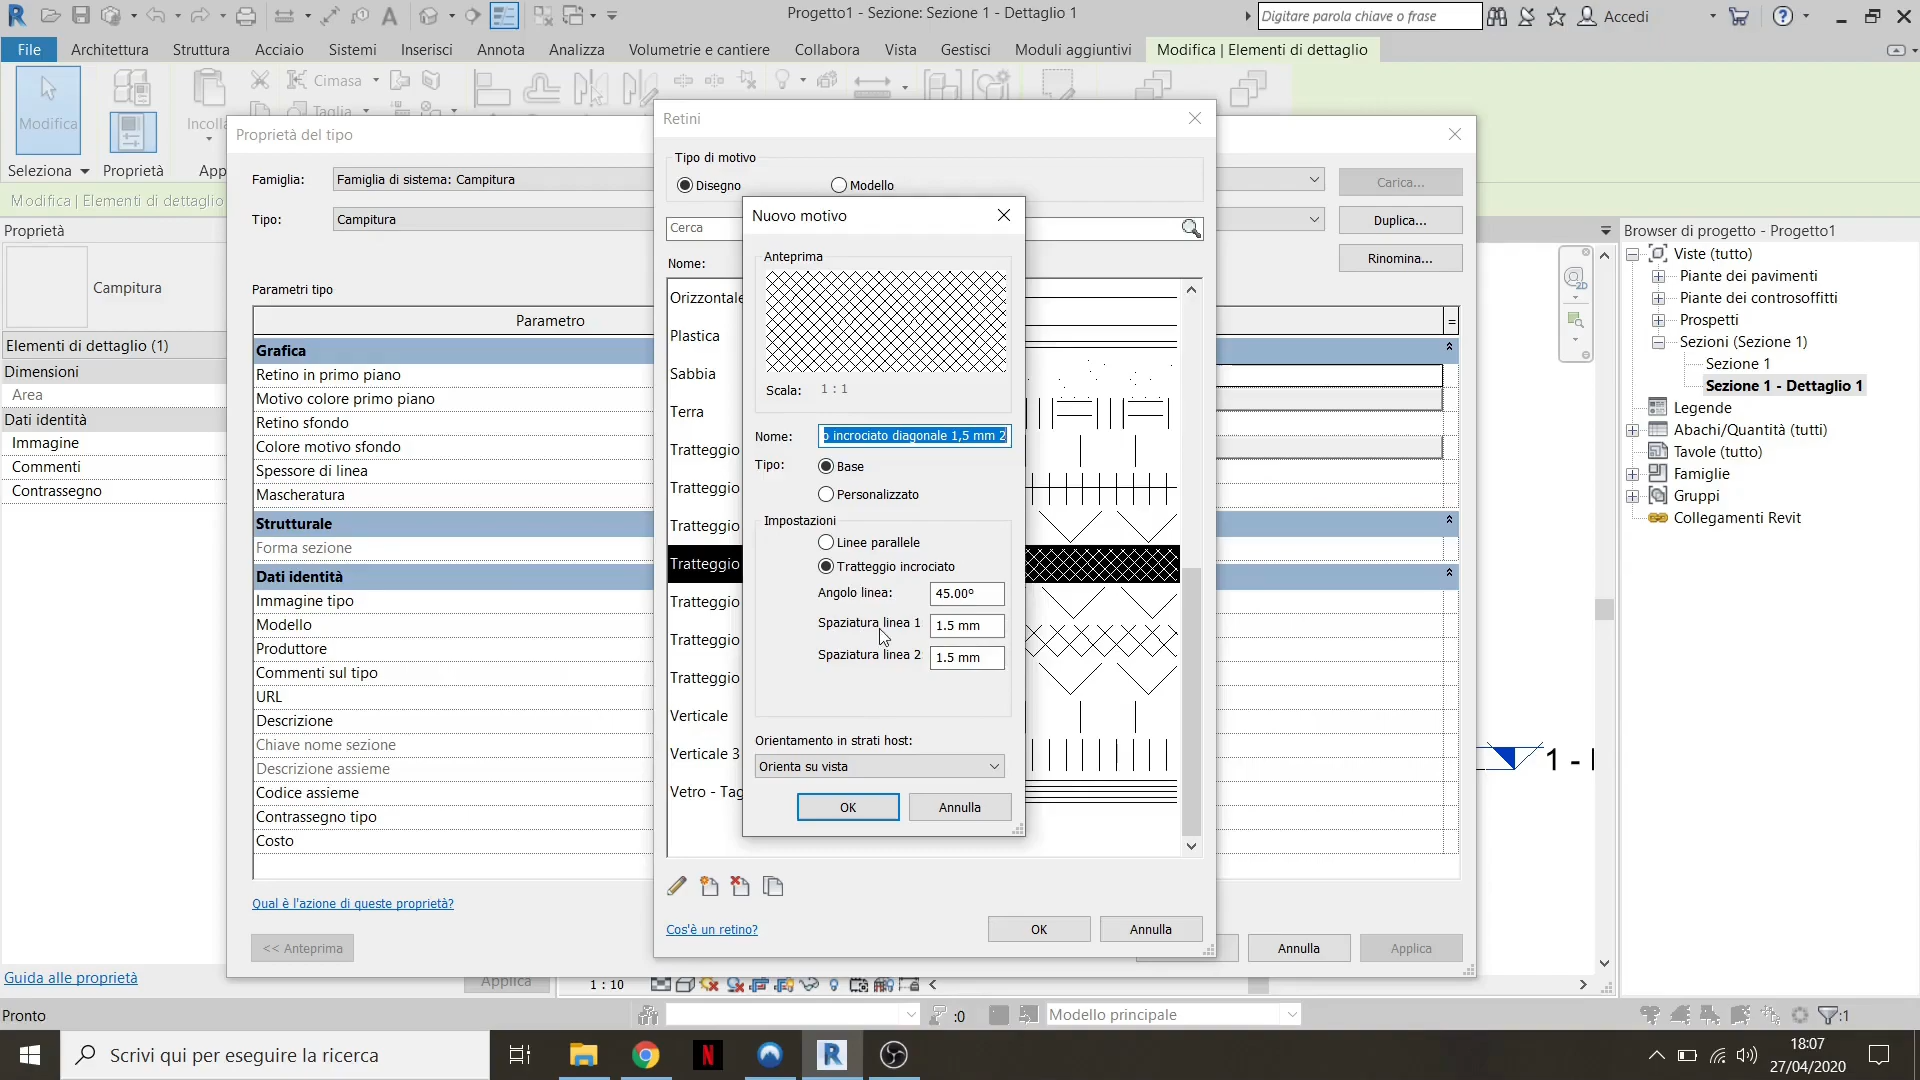 Progetto1 - Sezione: Sezione 1 - Dettaglio 1
Digitare parola chiave o frase
Accedi
File
Architettura
Struttura
Acciaio
Sistemi
Inserisci
Annota
Analizza
Volumetrie e cantiere
Collabora
Vista
Gestisci
Moduli aggiuntivi
Modifica | Elementi di dettaglio
Modifica
Incolla
Cimasa
Taglia
Seleziona
Proprietà
App
Modifica | Elementi di dettaglio
Proprietà
Campitura
Elementi di dettaglio (1)
Dimensioni
Area
Dati identità
Immagine
Commenti
Contrassegno
Guida alle proprietà
Applica
Proprietà del tipo
Famiglia:
Famiglia di sistema: Campitura
Carica...
Tipo:
Campitura
Duplica...
Rinomina...
Parametri tipo
Parametro
=
Grafica
Retino in primo piano
Motivo colore primo piano
Retino sfondo
Colore motivo sfondo
Spessore di linea
Mascheratura
Strutturale
Forma sezione
Dati identità
Immagine tipo
Modello
Produttore
Commenti sul tipo
URL
Descrizione
Chiave nome sezione
Descrizione assieme
Codice assieme
Contrassegno tipo
Costo
Qual è l'azione di queste proprietà?
<< Anteprima
Annulla
Applica
Retini
Tipo di motivo
Disegno
Modello
Cerca
Nome:
Orizzontale
Plastica
Sabbia
Terra
Tratteggio
Tratteggio
Tratteggio
Tratteggio
Tratteggio
Tratteggio
Tratteggio
Verticale
Verticale 3
Vetro - Tag
Cos'è un retino?
OK
Annulla
Nuovo motivo
Anteprima
Scala:
1 : 1
Nome:
o incrociato diagonale 1,5 mm 2
Tipo:
Base
Personalizzato
Impostazioni
Linee parallele
Tratteggio incrociato
Angolo linea:
45.00°
Spaziatura linea 1
1.5 mm
Spaziatura linea 2
1.5 mm
Orientamento in strati host:
Orienta su vista
OK
Annulla
2D
1 -
Browser di progetto - Progetto1
Viste (tutto)
Piante dei pavimenti
Piante dei controsoffitti
Prospetti
Sezioni (Sezione 1)
Sezione 1
Sezione 1 - Dettaglio 1
Legende
Abachi/Quantità (tutti)
Tavole (tutto)
Famiglie
Gruppi
Collegamenti Revit
1 : 10
Pronto
:0
Modello principale
:1
Scrivi qui per eseguire la ricerca
18:07
27/04/2020